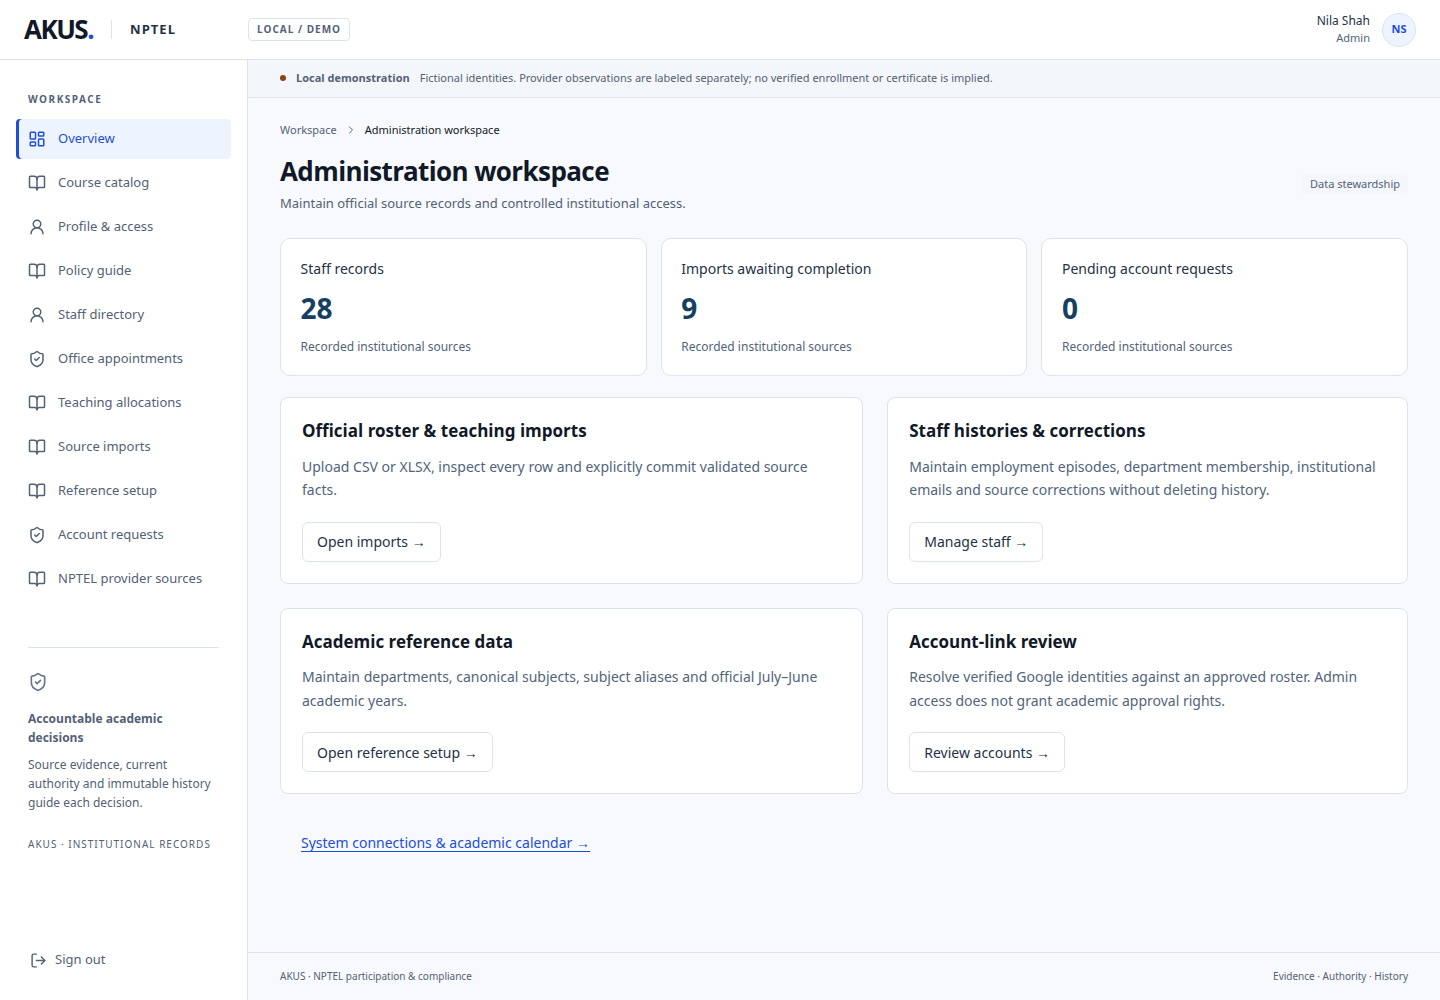 AKUS.
NPTEL
LOCAL / DEMO
Nila Shah
Admin
NS
WORKSPACE
Overview
Course catalog
Profile & access
Policy guide
Staff directory
Office appointments
Teaching allocations
Source imports
Reference setup
Account requests
NPTEL provider sources
Accountable academic
decisions
Source evidence, current
authority and immutable history
guide each decision.
AKUS · INSTITUTIONAL RECORDS
Sign out
Local demonstration Fictional identities. Provider observations are labeled separately; no verified enrollment or certificate is implied.
Workspace > Administration workspace
Administration workspace
Maintain official source records and controlled institutional access.
Data stewardship
Staff records
28
Recorded institutional sources
Imports awaiting completion
9
Recorded institutional sources
Pending account requests
0
Recorded institutional sources
Official roster & teaching imports
Upload CSV or XLSX, inspect every row and explicitly commit validated source
facts.
Open imports →
Staff histories & corrections
Maintain employment episodes, department membership, institutional
emails and source corrections without deleting history.
Manage staff →
Academic reference data
Maintain departments, canonical subjects, subject aliases and official July–June
academic years.
Open reference setup →
Account-link review
Resolve verified Google identities against an approved roster. Admin
access does not grant academic approval rights.
Review accounts →
System connections & academic calendar →
AKUS · NPTEL participation & compliance
Evidence · Authority · History